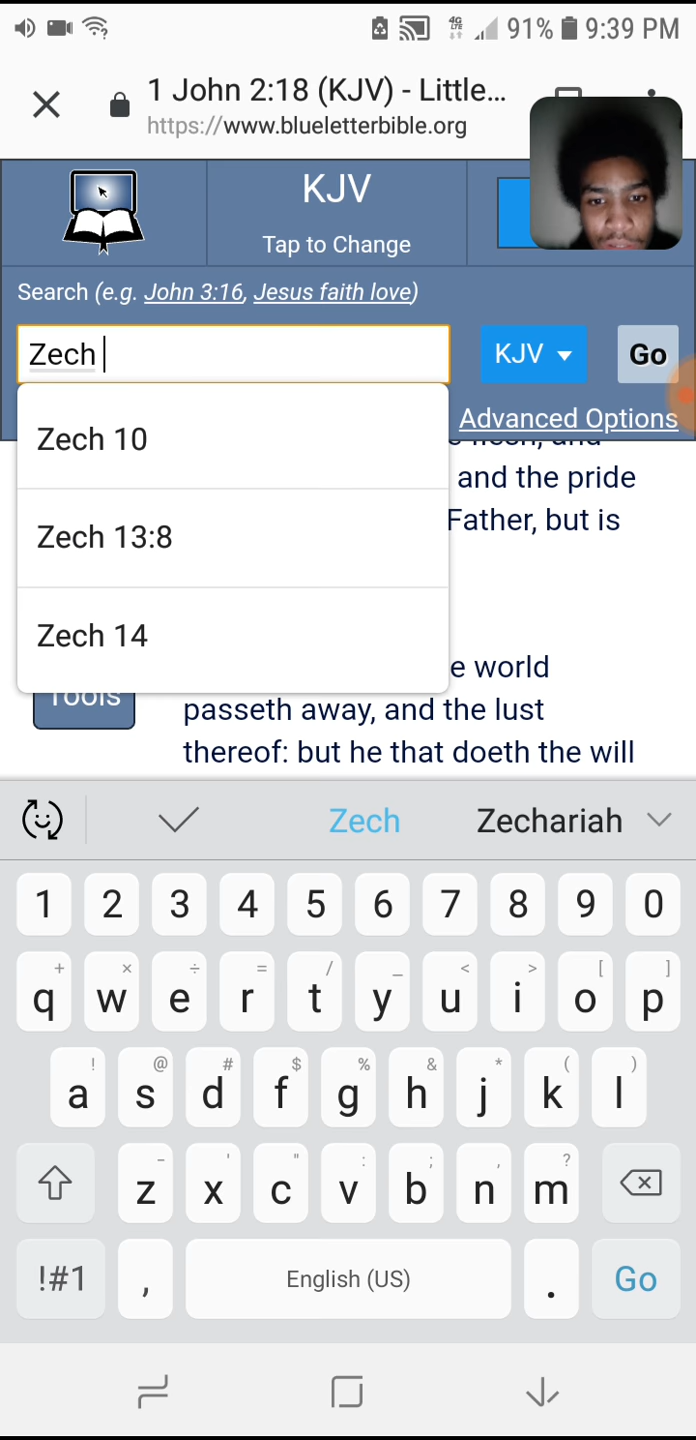 4G
LTE
91%
9:39 PM
1 John 2:18 (KJV) - Little...
https://www.blueletterbible.org
KJV
Tap to Change
Search (e.g. John 3:16, Jesus faith love)
Zech
KJV
Go
Advanced Options
Zech 10
and the pride
Father, but is
Zech 13:8
Zech 14
e world
Tools
passeth away, and the lust
thereof: but he that doeth the will
Zech
Zechariah
1 2 3 4 5 6 7 8 9 0
+ × ÷ = / _ < > [ ]
q w e r t y u i o p
! @ # $ % & * ( )
a s d f g h j k l
- ' " : ; , ?
z x c v b n m
!#1 , English (US) . Go